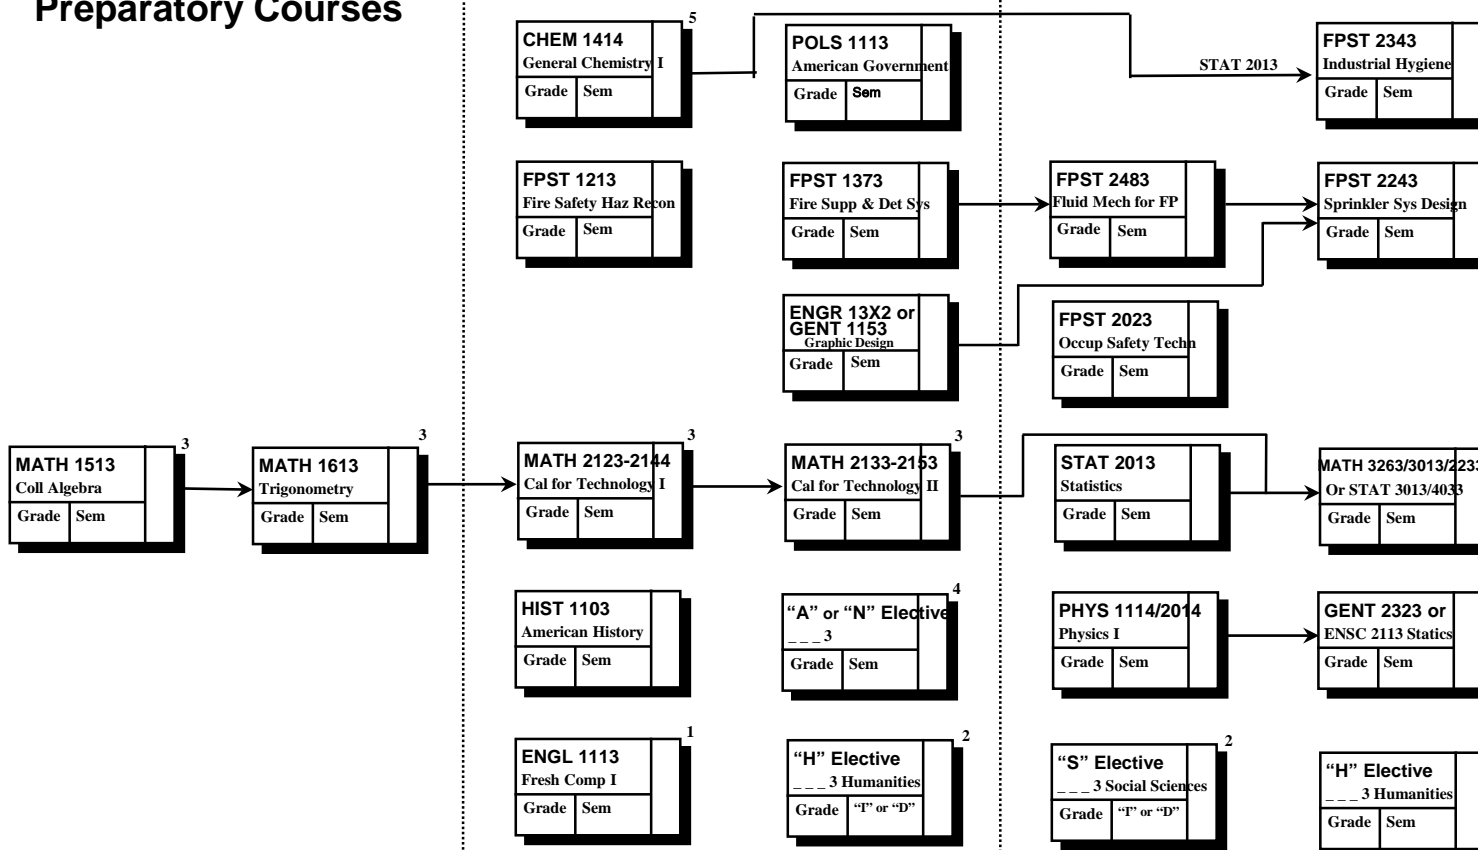 Preparatory Courses
5
CHEM 1414
General Chemistry I
Grade Sem
POLS 1113
American Government
Grade Sem
STAT 2013
FPST 2343
Industrial Hygiene
Grade Sem
FPST 1213
Fire Safety Haz Recon
Grade Sem
FPST 1373
Fire Supp & Det Sys
Grade Sem
FPST 2483
Fluid Mech for FP
Grade Sem
FPST 2243
Sprinkler Sys Design
Grade Sem
ENGR 13X2 or
GENT 1153
Graphic Design
Grade Sem
FPST 2023
Occup Safety Techn
Grade Sem
3
MATH 1513
Coll Algebra
Grade Sem
3
MATH 1613
Trigonometry
Grade Sem
3
MATH 2123-2144
Cal for Technology I
Grade Sem
3
MATH 2133-2153
Cal for Technology II
Grade Sem
STAT 2013
Statistics
Grade Sem
MATH 3263/3013/2233
Or STAT 3013/4033
Grade Sem
HIST 1103
American History
Grade Sem
4
“A” or “N” Elective
_ _ _ 3
Grade Sem
PHYS 1114/2014
Physics I
Grade Sem
GENT 2323 or
ENSC 2113 Statics
Grade Sem
1
ENGL 1113
Fresh Comp I
Grade Sem
2
“H” Elective
_ _ _ 3 Humanities
Grade “I” or “D”
2
“S” Elective
_ _ _ 3 Social Sciences
Grade “I” or “D”
“H” Elective
_ _ _ 3 Humanities
Grade Sem